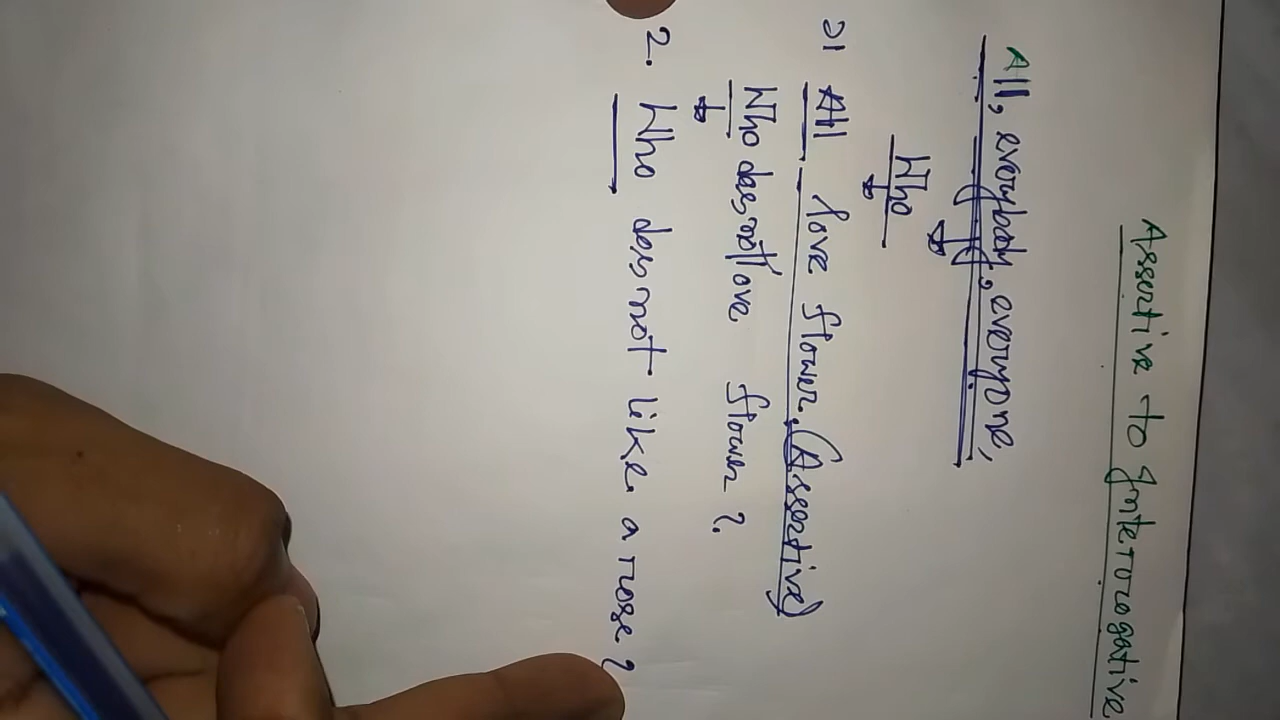 Assertive to Interrogative
All, everybody, everyone,
Who
১। All love flower. (Assertive)
Who does not love flower?
2. Who does not like a rose?